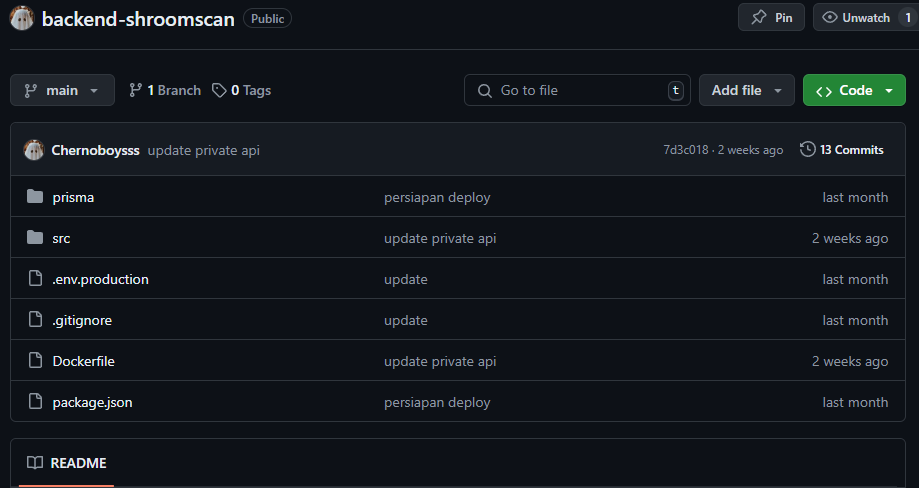 backend-shroomscan Public Pin Unwatch 1
main 1 Branch 0 Tags Go to file t Add file Code
Chernoboysss update private api 7d3c018 · 2 weeks ago 13 Commits
prisma persiapan deploy last month
src update private api 2 weeks ago
.env.production update last month
.gitignore update last month
Dockerfile update private api 2 weeks ago
package.json persiapan deploy last month
README